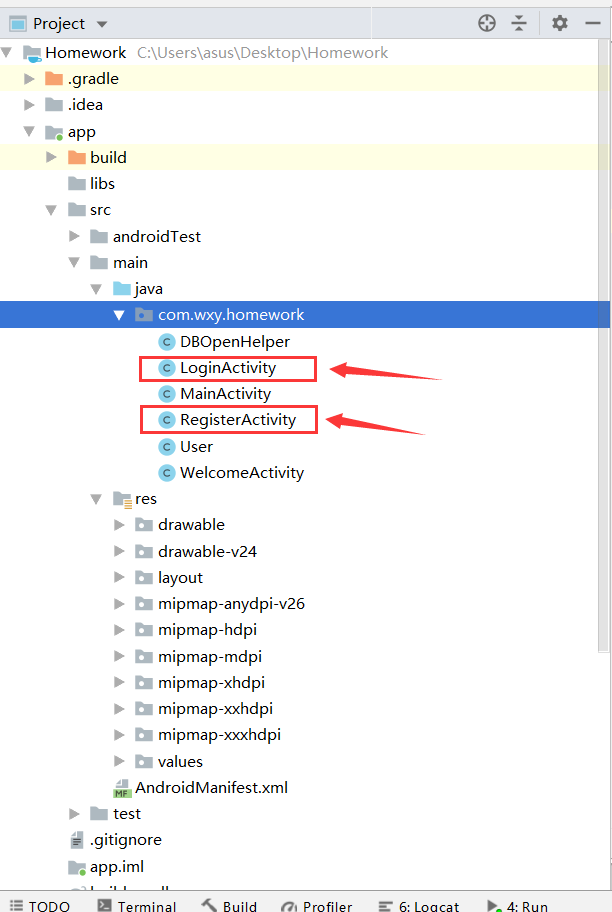 Project
Homework C:\Users\asus\Desktop\Homework
.gradle
.idea
app
build
libs
src
androidTest
main
java
com.wxy.homework
C DBOpenHelper
C LoginActivity
C MainActivity
C RegisterActivity
C User
C WelcomeActivity
res
drawable
drawable-v24
layout
mipmap-anydpi-v26
mipmap-hdpi
mipmap-mdpi
mipmap-xhdpi
mipmap-xxhdpi
mipmap-xxxhdpi
values
MF AndroidManifest.xml
test
.gitignore
app.iml
TODO Terminal Build Profiler 6: Logcat 4: Run